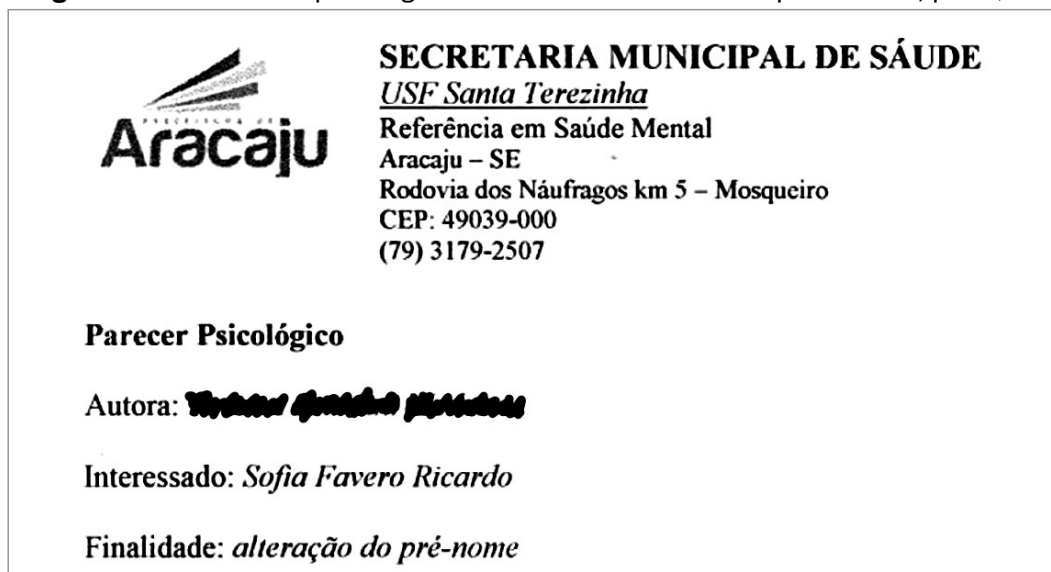 Aracaju
SECRETARIA MUNICIPAL DE SÁUDE
USF Santa Terezinha
Referência em Saúde Mental
Aracaju – SE
Rodovia dos Náufragos km 5 – Mosqueiro
CEP: 49039-000
(79) 3179-2507
Parecer Psicológico
Autora:
Interessado: Sofia Favero Ricardo
Finalidade: alteração do pré-nome